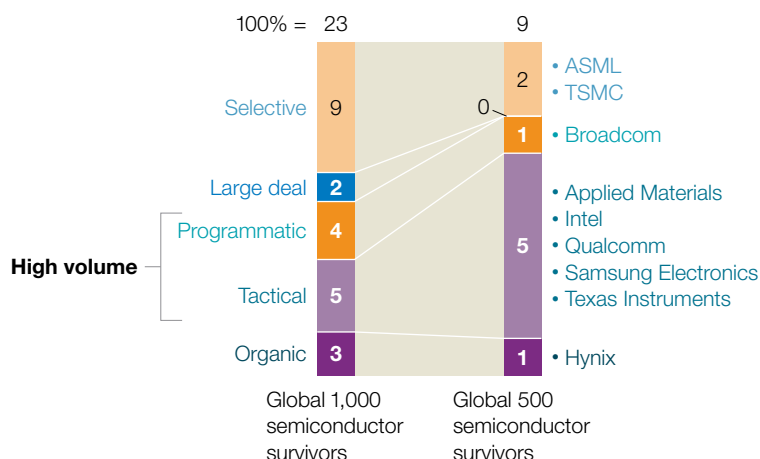 100% = 23 9
Selective 9 2 • ASML
• TSMC
0
Large deal 2
Programmatic 4 1 • Broadcom
High volume
Tactical 5 5 • Applied Materials
• Intel
• Qualcomm
• Samsung Electronics
• Texas Instruments
Organic 3 1 • Hynix
Global 1,000 Global 500
semiconductor semiconductor
survivors survivors